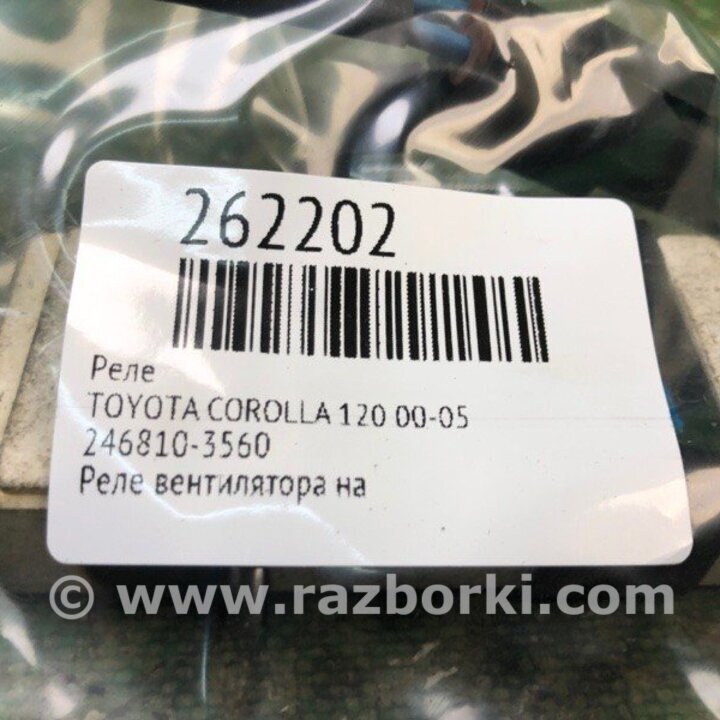 262202
Реле
TOYOTA COROLLA 120 00-05
246810-3560
Реле вентилятора на
© www.razborki.com